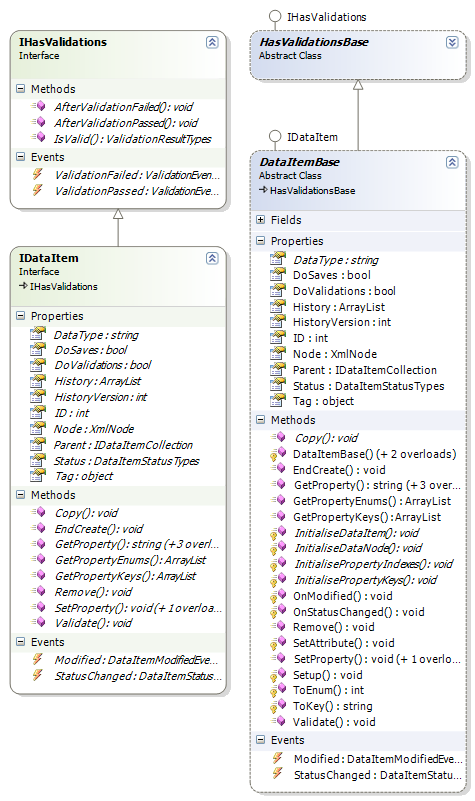 IHasValidations
Interface
Methods
AfterValidationFailed() : void
AfterValidationPassed() : void
IsValid() : ValidationResultTypes
Events
ValidationFailed : ValidationEven...
ValidationPassed : ValidationEve...
IDataItem
Interface
IHasValidations
Properties
DataType : string
DoSaves : bool
DoValidations : bool
History : ArrayList
HistoryVersion : int
ID : int
Node : XmlNode
Parent : IDataItemCollection
Status : DataItemStatusTypes
Tag : object
Methods
Copy() : void
EndCreate() : void
GetProperty() : string (+3 overl...
GetPropertyEnums() : ArrayList
GetPropertyKeys() : ArrayList
Remove() : void
SetProperty() : void (+ 1 overloa...
Validate() : void
Events
Modified : DataItemModifiedEve...
StatusChanged : DataItemStatus...
IHasValidations
HasValidationsBase
Abstract Class
IDataItem
DataItemBase
Abstract Class
HasValidationsBase
Fields
Properties
DataType : string
DoSaves : bool
DoValidations : bool
History : ArrayList
HistoryVersion : int
ID : int
Node : XmlNode
Parent : IDataItemCollection
Status : DataItemStatusTypes
Tag : object
Methods
Copy() : void
DataItemBase() (+ 2 overloads)
EndCreate() : void
GetProperty() : string (+ 3 over...
GetPropertyEnums() : ArrayList
GetPropertyKeys() : ArrayList
InitialiseDataItem() : void
InitialiseDataNode() : void
InitialisePropertyIndexes() : void
InitialisePropertyKeys() : void
OnModified() : void
OnStatusChanged() : void
Remove() : void
SetAttribute() : void
SetProperty() : void (+ 1 overlo...
Setup() : void
ToEnum() : int
ToKey() : string
Validate() : void
Events
Modified : DataItemModifiedEve...
StatusChanged : DataItemStatu...